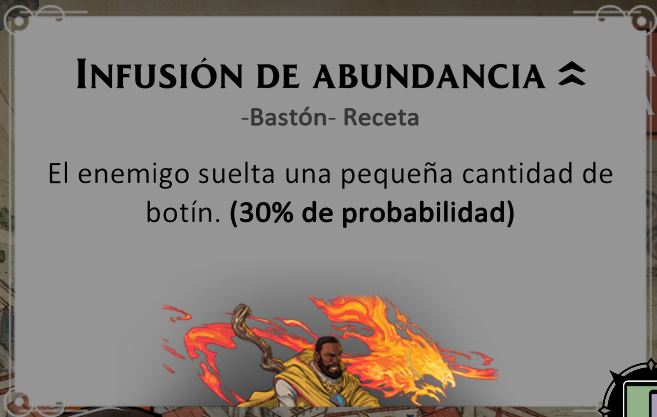 INFUSIÓN DE ABUNDANCIA
-Bastón- Receta
El enemigo suelta una pequeña cantidad de
botín. (30% de probabilidad)